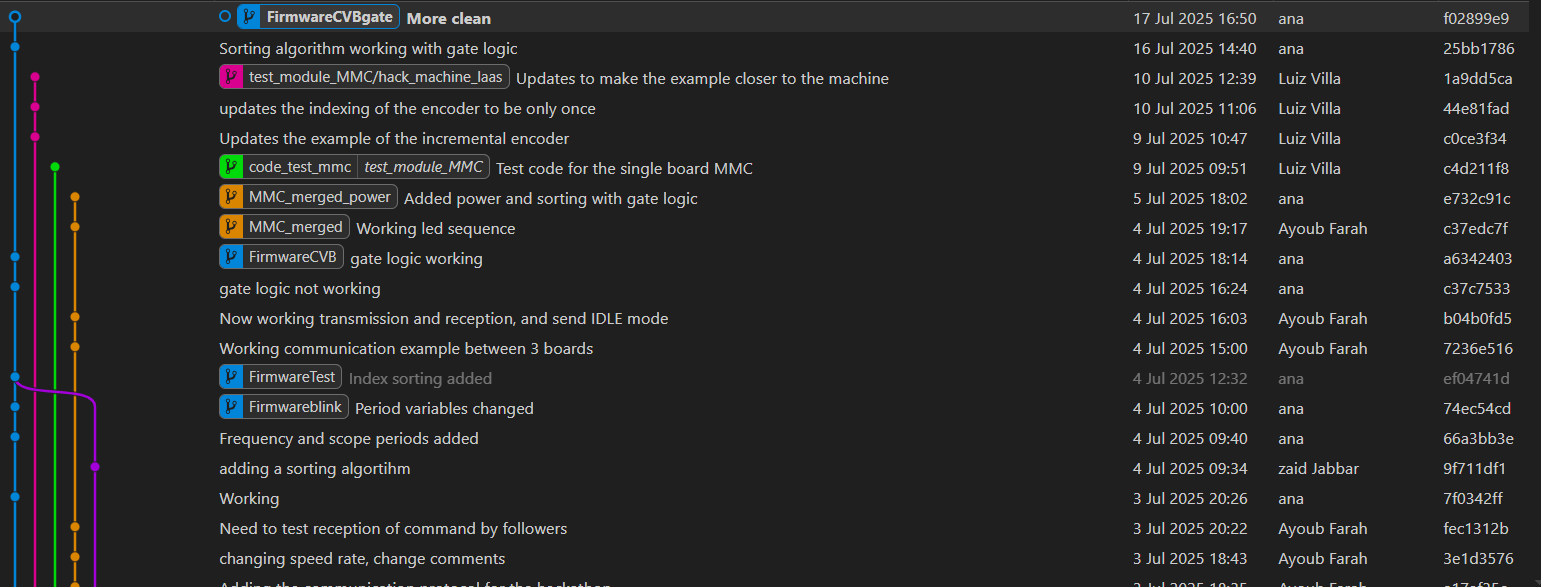 FirmwareCVBgate More clean 17 Jul 2025 16:50 ana f02899e9
Sorting algorithm working with gate logic 16 Jul 2025 14:40 ana 25bb1786
test_module_MMC/hack_machine_laas Updates to make the example closer to the machine 10 Jul 2025 12:39 Luiz Villa 1a9dd5ca
updates the indexing of the encoder to be only once 10 Jul 2025 11:06 Luiz Villa 44e81fad
Updates the example of the incremental encoder 9 Jul 2025 10:47 Luiz Villa c0ce3f34
code_test_mmc test_module_MMC Test code for the single board MMC 9 Jul 2025 09:51 Luiz Villa c4d211f8
MMC_merged_power Added power and sorting with gate logic 5 Jul 2025 18:02 ana e732c91c
MMC_merged Working led sequence 4 Jul 2025 19:17 Ayoub Farah c37edc7f
FirmwareCVB gate logic working 4 Jul 2025 18:14 ana a6342403
gate logic not working 4 Jul 2025 16:24 ana c37c7533
Now working transmission and reception, and send IDLE mode 4 Jul 2025 16:03 Ayoub Farah b04b0fd5
Working communication example between 3 boards 4 Jul 2025 15:00 Ayoub Farah 7236e516
FirmwareTest Index sorting added 4 Jul 2025 12:32 ana ef04741d
Firmwareblink Period variables changed 4 Jul 2025 10:00 ana 74ec54cd
Frequency and scope periods added 4 Jul 2025 09:40 ana 66a3bb3e
adding a sorting algortihm 4 Jul 2025 09:34 zaid Jabbar 9f711df1
Working 3 Jul 2025 20:26 ana 7f0342ff
Need to test reception of command by followers 3 Jul 2025 20:22 Ayoub Farah fec1312b
changing speed rate, change comments 3 Jul 2025 18:43 Ayoub Farah 3e1d3576
Adding the communication protocol for the hackathon Ayoub Farah